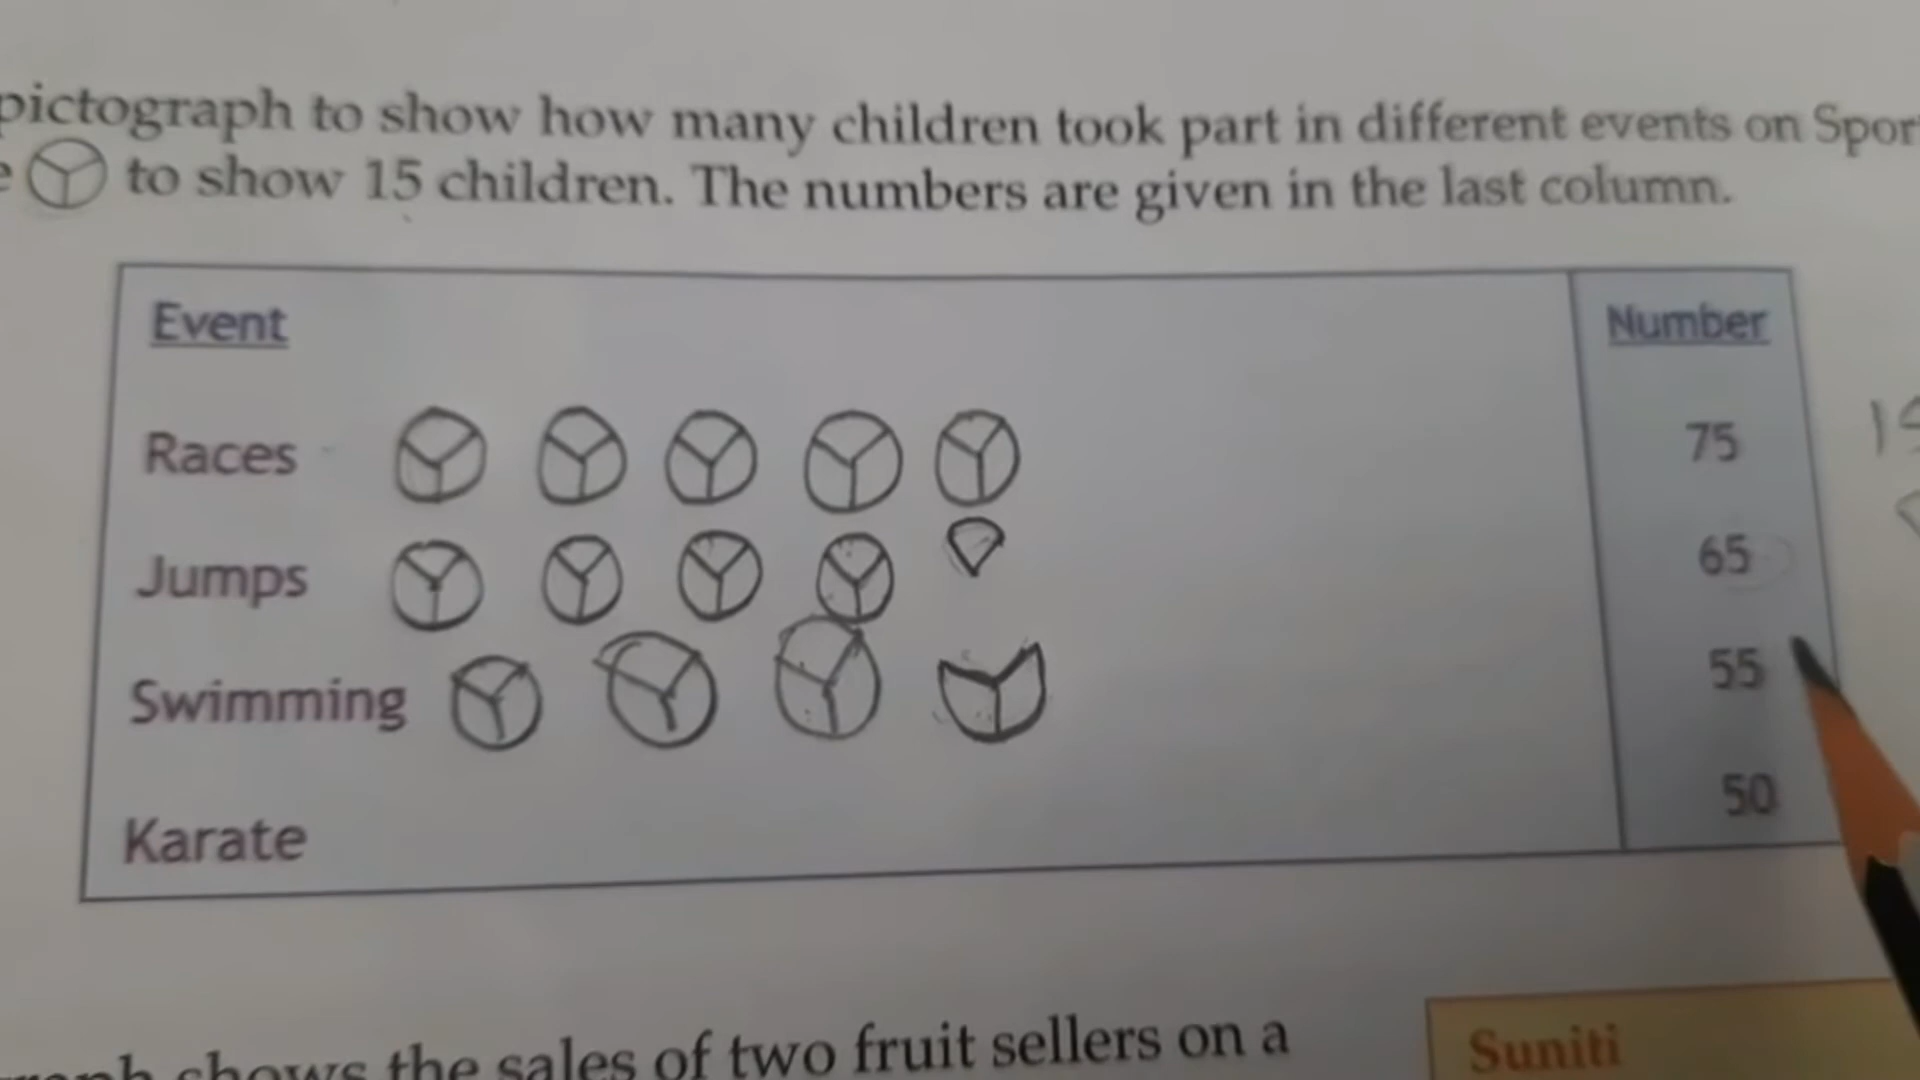 pictograph to show how many children took part in different events on Spor
to show 15 children. The numbers are given in the last column.
Event Number
Races 75
Jumps 65
Swimming 55
Karate 50
shows the sales of two fruit sellers on a
Suniti